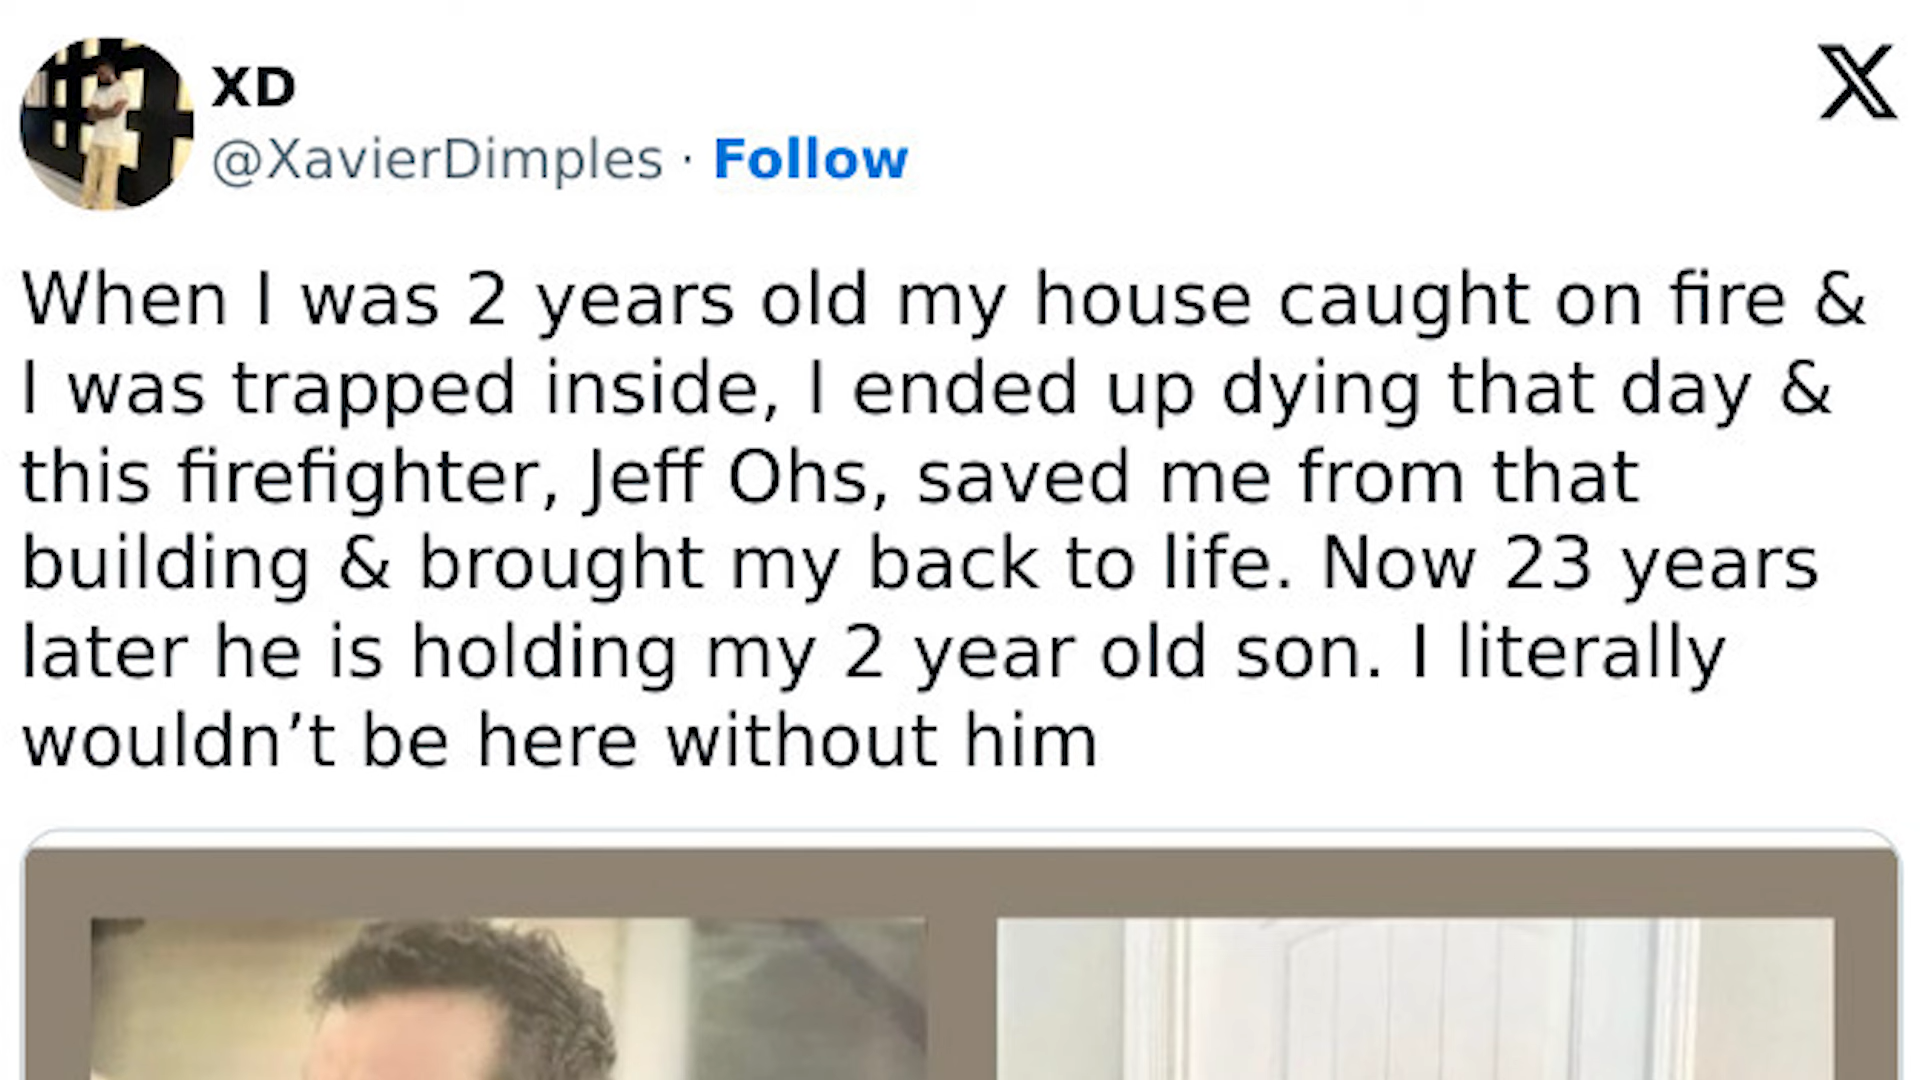 XD
@XavierDimples · Follow
When I was 2 years old my house caught on fire &
I was trapped inside, I ended up dying that day &
this firefighter, Jeff Ohs, saved me from that
building & brought my back to life. Now 23 years
later he is holding my 2 year old son. I literally
wouldn’t be here without him